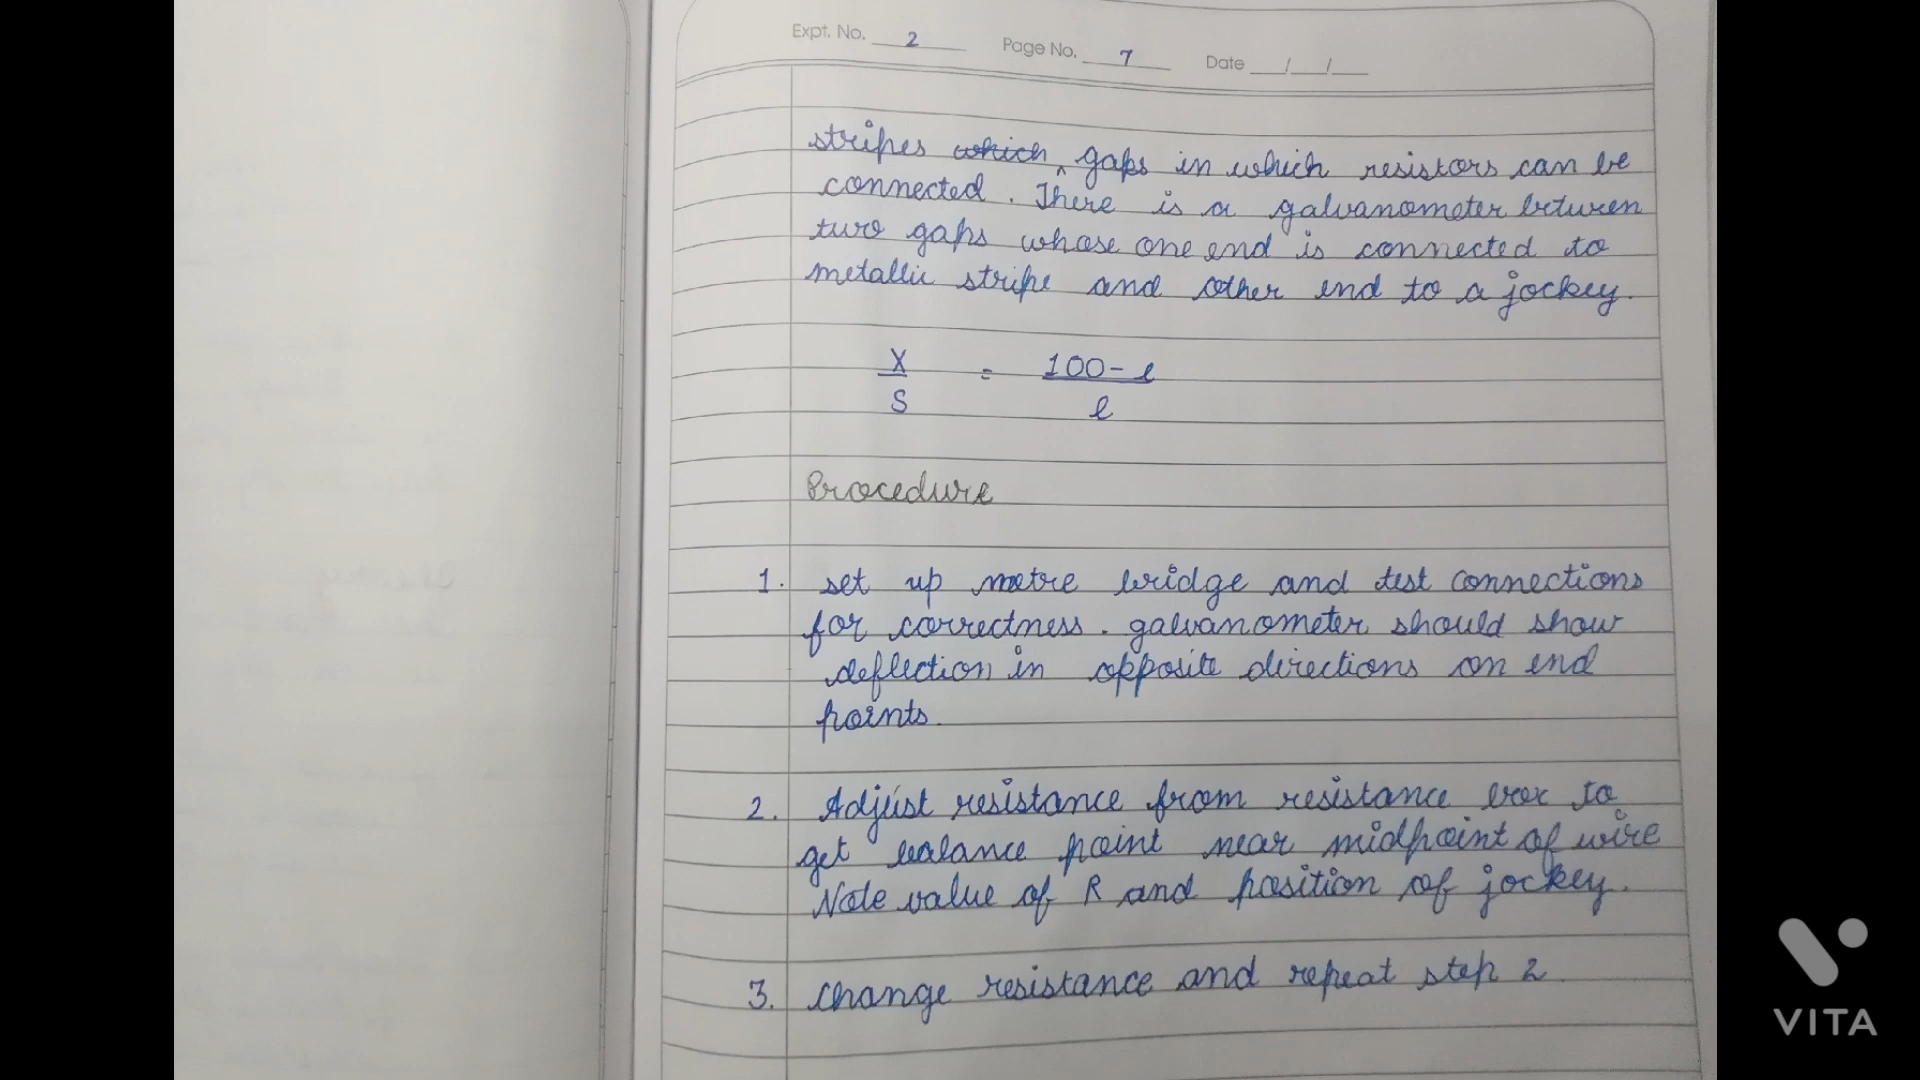 Expt. No. 2 Page No. 7 Date / /
stripes which gaps in which resistors can be
connected. There is a galvanometer between
two gaps whose one end is connected to
metallic stripe and other end to a jockey.
X/S = 100-l/l
Procedure
1. set up metre bridge and test connections
for correctness. galvanometer should show
deflection in opposite directions on end
points.
2. Adjust resistance from resistance box to
get balance point near midpoint of wire
Note value of R and position of jockey.
3. change resistance and repeat step 2
VITA